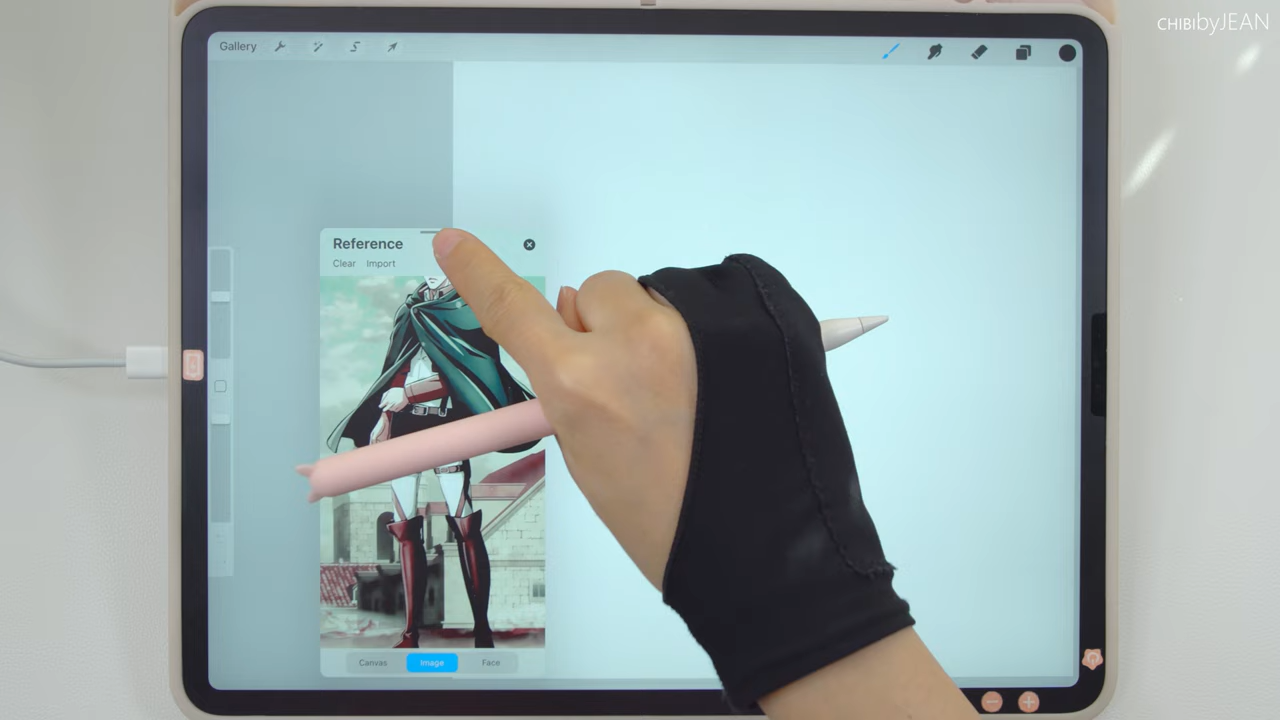 CHIBIbyJEAN
Gallery
Reference
Clear Import
Canvas Image Face